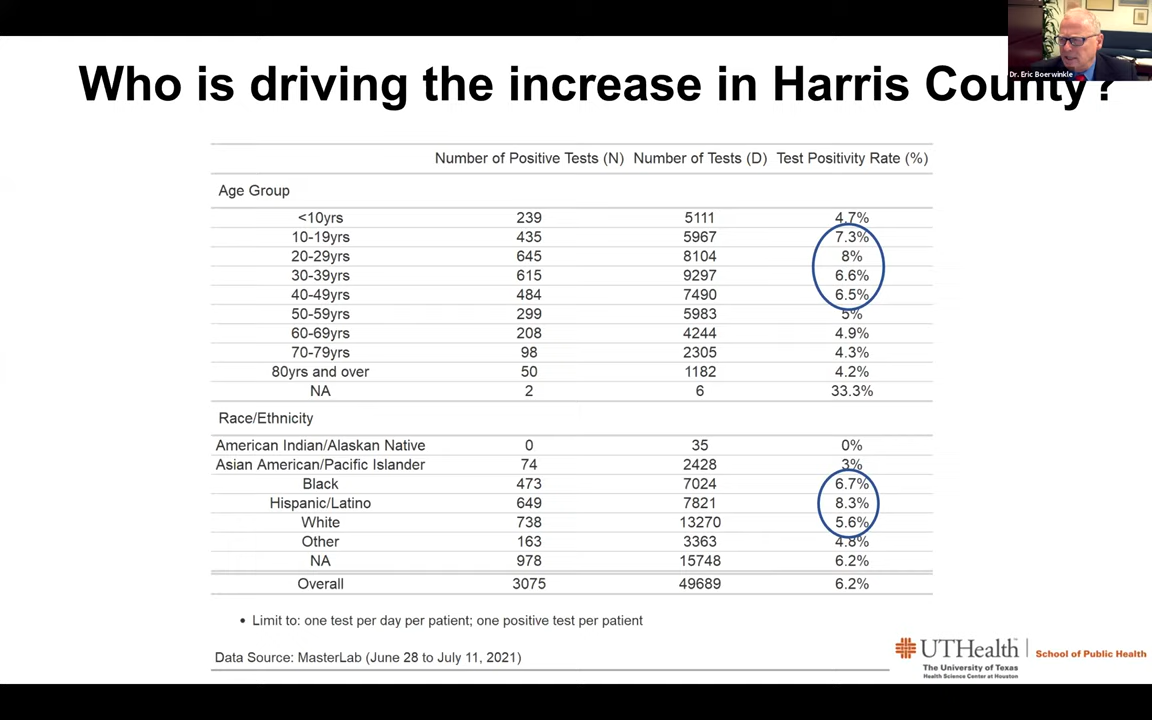 Dr. Eric Boerwinkle
Who is driving the increase in Harris County?
Number of Positive Tests (N) Number of Tests (D) Test Positivity Rate (%)
Age Group
<10yrs 239 5111 4.7%
10-19yrs 435 5967 7.3%
20-29yrs 645 8104 8%
30-39yrs 615 9297 6.6%
40-49yrs 484 7490 6.5%
50-59yrs 299 5983 5%
60-69yrs 208 4244 4.9%
70-79yrs 98 2305 4.3%
80yrs and over 50 1182 4.2%
NA 2 6 33.3%
Race/Ethnicity
American Indian/Alaskan Native 0 35 0%
Asian American/Pacific Islander 74 2428 3%
Black 473 7024 6.7%
Hispanic/Latino 649 7821 8.3%
White 738 13270 5.6%
Other 163 3363 4.8%
NA 978 15748 6.2%
Overall 3075 49689 6.2%
• Limit to: one test per day per patient; one positive test per patient
Data Source: MasterLab (June 28 to July 11, 2021)
UTHealth School of Public Health
The University of Texas
Health Science Center at Houston